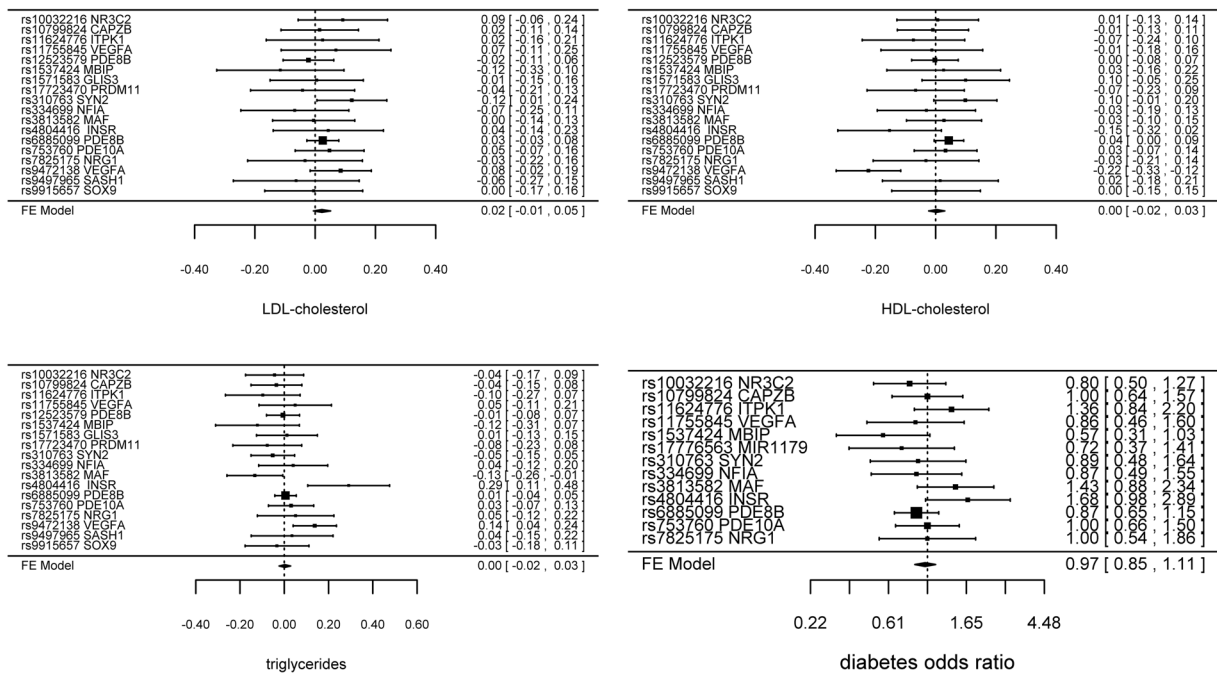 rs10032216 NR3C2 0.09 [ -0.06 , 0.24 ]
rs10799824 CAPZB 0.02 [ -0.11 , 0.14 ]
rs11624776 ITPK1 0.02 [ -0.16 , 0.21 ]
rs11755845 VEGFA 0.07 [ -0.11 , 0.25 ]
rs12523579 PDE8B -0.02 [ -0.11 , 0.06 ]
rs1537424 MBIP -0.12 [ -0.33 , 0.10 ]
rs1571583 GLIS3 0.01 [ -0.15 , 0.16 ]
rs17723470 PRDM11 -0.04 [ -0.21 , 0.13 ]
rs310763 SYN2 0.12 [ 0.01 , 0.24 ]
rs334699 NFIA -0.07 [ -0.25 , 0.11 ]
rs3813582 MAF 0.00 [ -0.14 , 0.13 ]
rs4804416 INSR 0.04 [ -0.14 , 0.23 ]
rs6885099 PDE8B 0.03 [ -0.03 , 0.08 ]
rs753760 PDE10A 0.05 [ -0.07 , 0.16 ]
rs7825175 NRG1 -0.03 [ -0.22 , 0.16 ]
rs9472138 VEGFA 0.08 [ -0.02 , 0.19 ]
rs9497965 SASH1 -0.06 [ -0.27 , 0.15 ]
rs9915657 SOX9 0.00 [ -0.17 , 0.16 ]
FE Model 0.02 [ -0.01 , 0.05 ]
-0.40 -0.20 0.00 0.20 0.40
LDL-cholesterol
rs10032216 NR3C2 0.01 [ -0.13 , 0.14 ]
rs10799824 CAPZB -0.01 [ -0.13 , 0.11 ]
rs11624776 ITPK1 -0.07 [ -0.24 , 0.10 ]
rs11755845 VEGFA -0.01 [ -0.18 , 0.16 ]
rs12523579 PDE8B 0.00 [ -0.08 , 0.07 ]
rs1537424 MBIP 0.03 [ -0.16 , 0.22 ]
rs1571583 GLIS3 0.10 [ -0.05 , 0.25 ]
rs17723470 PRDM11 -0.07 [ -0.23 , 0.09 ]
rs310763 SYN2 0.10 [ -0.01 , 0.20 ]
rs334699 NFIA -0.03 [ -0.19 , 0.13 ]
rs3813582 MAF 0.03 [ -0.10 , 0.15 ]
rs4804416 INSR -0.15 [ -0.32 , 0.02 ]
rs6885099 PDE8B 0.04 [ 0.00 , 0.09 ]
rs753760 PDE10A 0.03 [ -0.07 , 0.14 ]
rs7825175 NRG1 -0.03 [ -0.21 , 0.14 ]
rs9472138 VEGFA -0.22 [ -0.33 , -0.12 ]
rs9497965 SASH1 0.02 [ -0.18 , 0.21 ]
rs9915657 SOX9 0.00 [ -0.15 , 0.15 ]
FE Model 0.00 [ -0.02 , 0.03 ]
-0.40 -0.20 0.00 0.20 0.40
HDL-cholesterol
rs10032216 NR3C2 -0.04 [ -0.17 , 0.09 ]
rs10799824 CAPZB -0.04 [ -0.15 , 0.08 ]
rs11624776 ITPK1 -0.10 [ -0.27 , 0.07 ]
rs11755845 VEGFA 0.05 [ -0.11 , 0.21 ]
rs12523579 PDE8B -0.01 [ -0.08 , 0.07 ]
rs1537424 MBIP -0.12 [ -0.31 , 0.07 ]
rs1571583 GLIS3 0.01 [ -0.13 , 0.15 ]
rs17723470 PRDM11 -0.08 [ -0.23 , 0.08 ]
rs310763 SYN2 -0.05 [ -0.15 , 0.05 ]
rs334699 NFIA 0.04 [ -0.12 , 0.20 ]
rs3813582 MAF -0.13 [ -0.26 , -0.01 ]
rs4804416 INSR 0.29 [ 0.11 , 0.48 ]
rs6885099 PDE8B 0.01 [ -0.04 , 0.05 ]
rs753760 PDE10A 0.03 [ -0.07 , 0.13 ]
rs7825175 NRG1 0.05 [ -0.12 , 0.22 ]
rs9472138 VEGFA 0.14 [ 0.04 , 0.24 ]
rs9497965 SASH1 0.04 [ -0.15 , 0.22 ]
rs9915657 SOX9 -0.03 [ -0.18 , 0.11 ]
FE Model 0.00 [ -0.02 , 0.03 ]
-0.40 -0.20 0.00 0.20 0.40 0.60
triglycerides
rs10032216 NR3C2 0.80 [ 0.50 , 1.27 ]
rs10799824 CAPZB 1.00 [ 0.64 , 1.57 ]
rs11624776 ITPK1 1.36 [ 0.84 , 2.20 ]
rs11755845 VEGFA 0.86 [ 0.46 , 1.60 ]
rs1537424 MBIP 0.57 [ 0.31 , 1.03 ]
rs17776563 MIR1179 0.72 [ 0.37 , 1.41 ]
rs310763 SYN2 0.89 [ 0.48 , 1.64 ]
rs334699 NFIA 0.87 [ 0.49 , 1.55 ]
rs3813582 MAF 1.43 [ 0.88 , 2.34 ]
rs4804416 INSR 1.68 [ 0.98 , 2.89 ]
rs6885099 PDE8B 0.87 [ 0.65 , 1.15 ]
rs753760 PDE10A 1.00 [ 0.66 , 1.50 ]
rs7825175 NRG1 1.00 [ 0.54 , 1.86 ]
FE Model 0.97 [ 0.85 , 1.11 ]
0.22 0.61 1.65 4.48
diabetes odds ratio